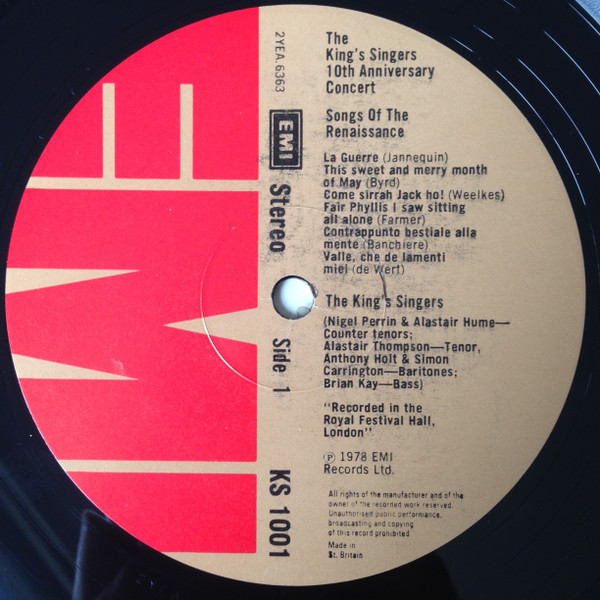 The
King's Singers
10th Anniversary
Concert
Songs Of The
Renaissance
La Guerre (Jannequin)
This sweet and merry month
of May (Byrd)
Come sirrah Jack ho! (Weelkes)
Fair Phyllis I saw sitting
all alone (Farmer)
Contrappunto bestiale alla
mente (Banchiere)
Valle, che de lamenti
miei (de Wert)
The King's Singers
(Nigel Perrin & Alastair Hume—
Counter tenors;
Alastair Thompson—Tenor,
Anthony Holt & Simon
Carrington—Baritones;
Brian Kay—Bass)
"Recorded in the
Royal Festival Hall,
London"
℗ 1978 EMI
Records Ltd.
All rights of the manufacturer and of the
owner of the recorded work reserved.
Unauthorised public performance,
broadcasting and copying
of this record prohibited
Made in
Gt. Britain
2YEA.6363
EMI Stereo Side 1 KS 1001
EMI